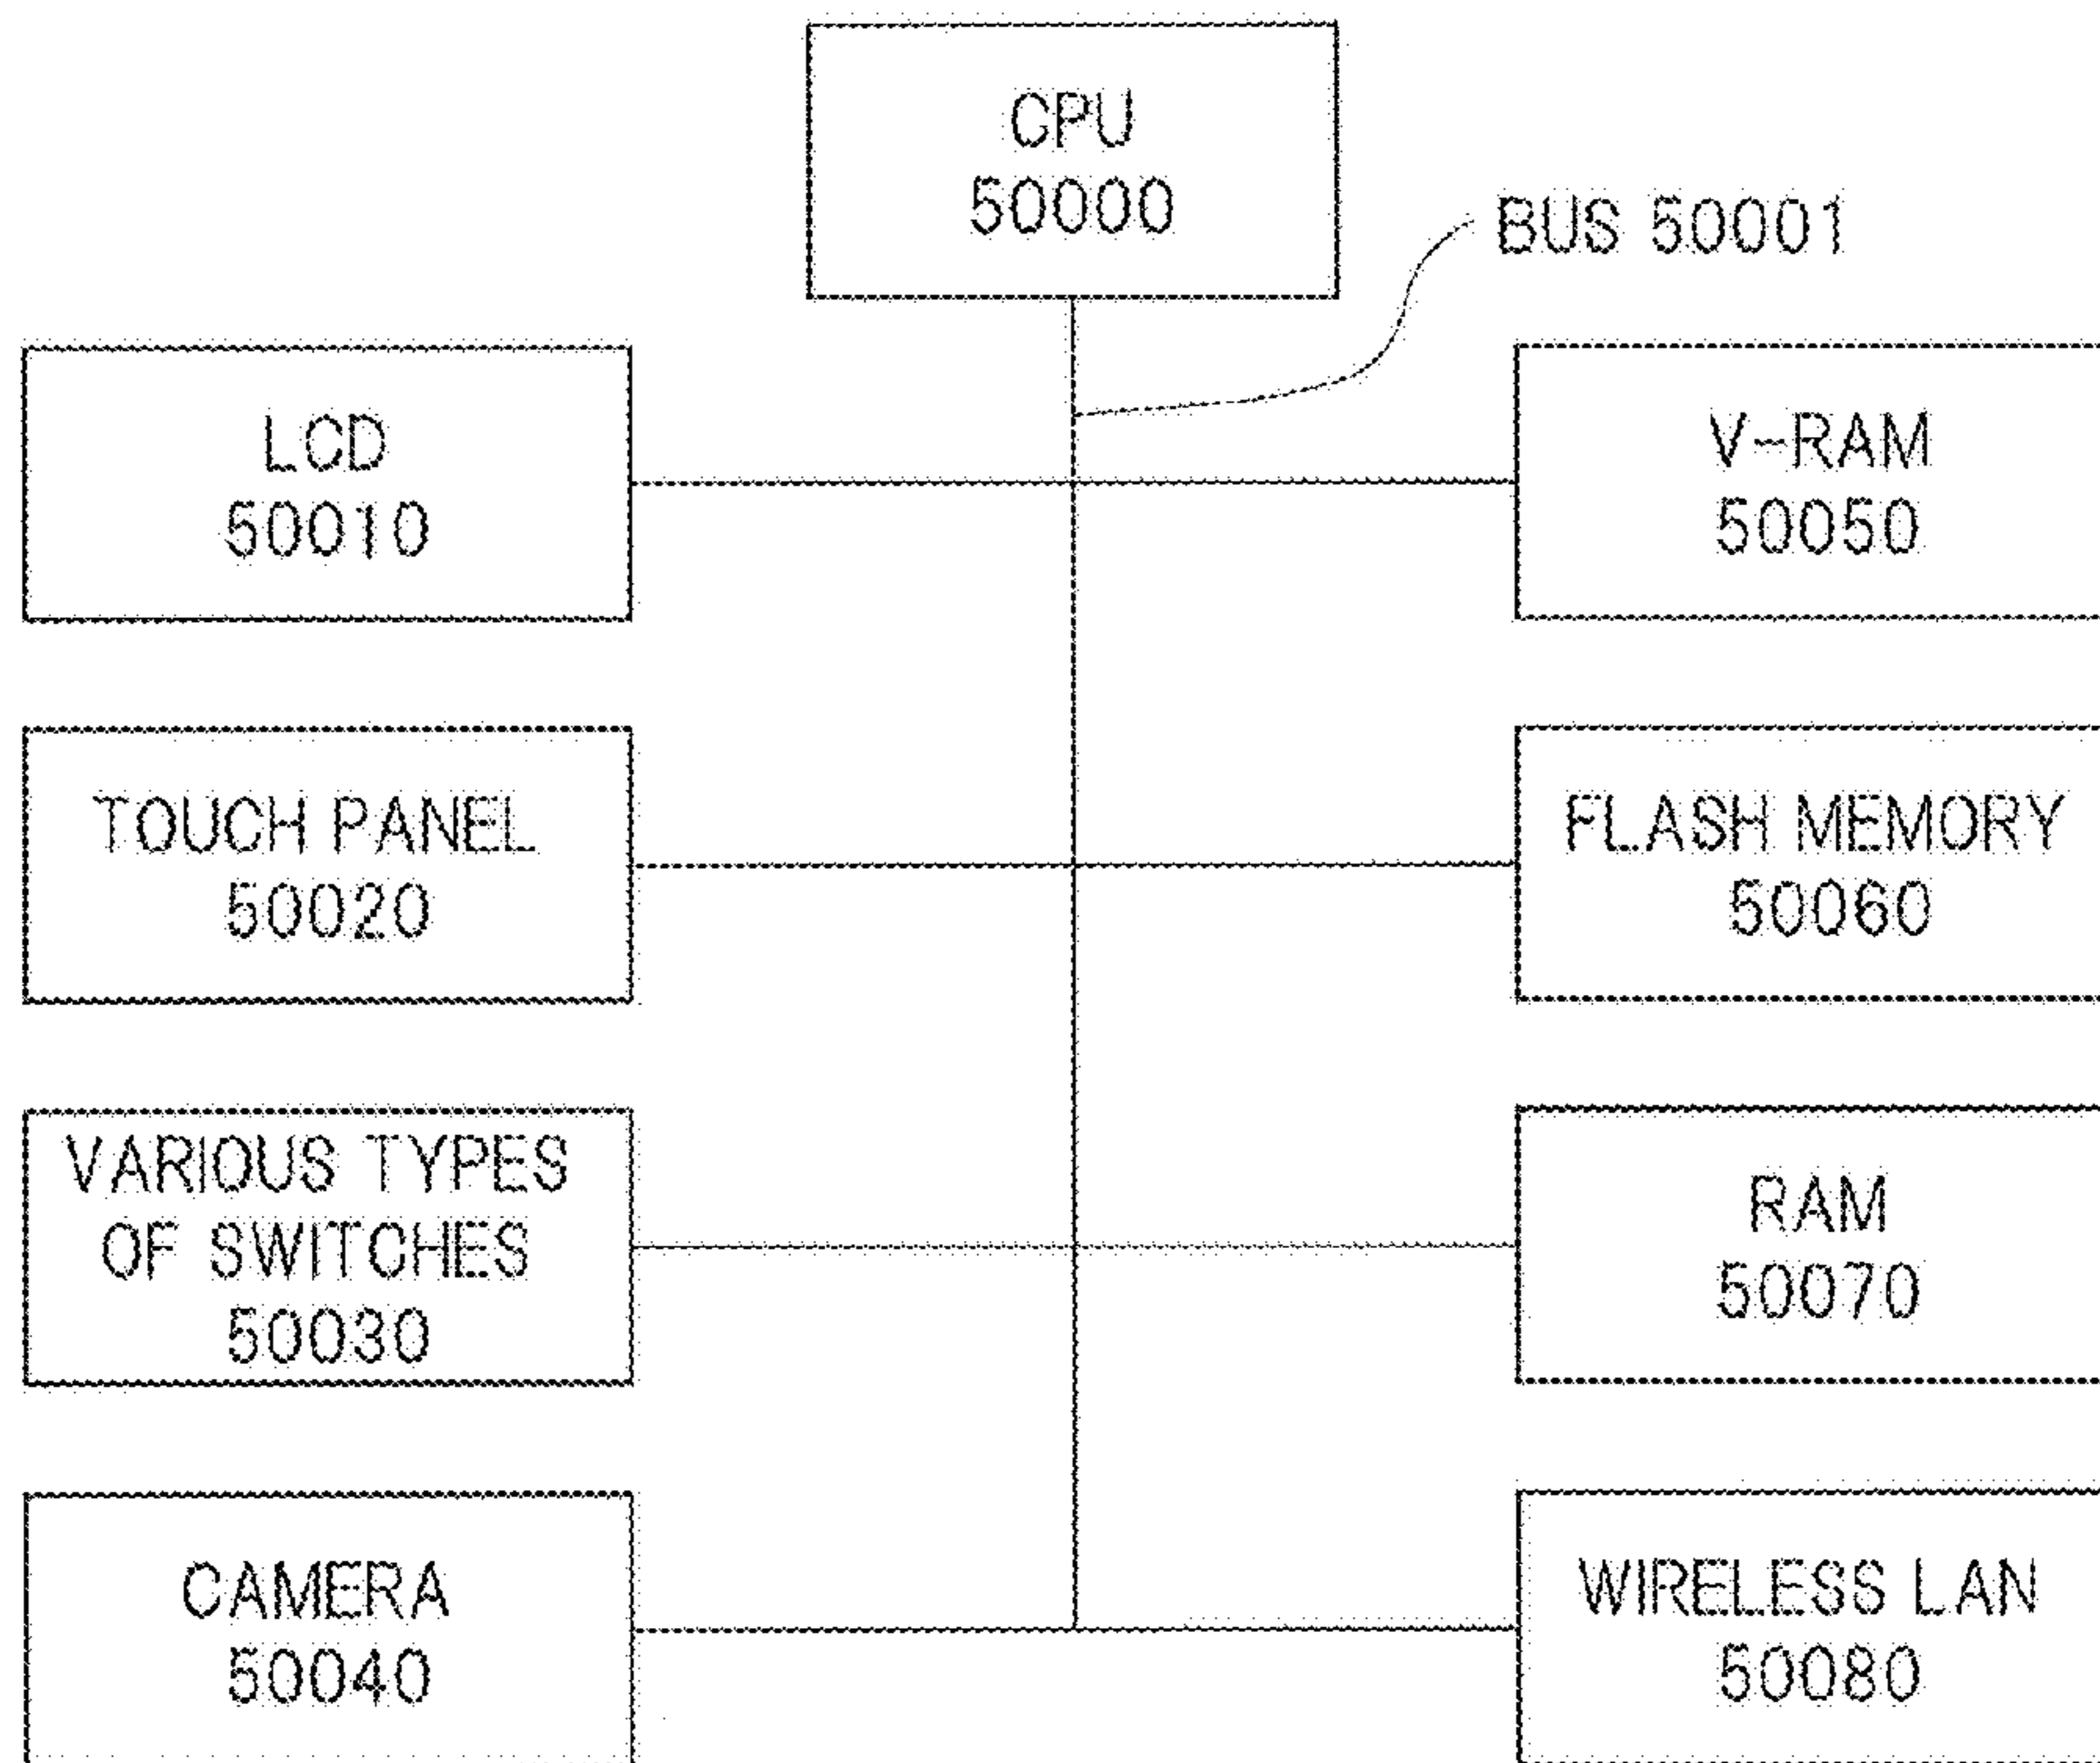 CPU
50000
BUS 50001
LCD
50010
V-RAM
50050
TOUCH PANEL
50020
FLASH MEMORY
50060
VARIOUS TYPES
OF SWITCHES
50030
RAM
50070
CAMERA
50040
WIRELESS LAN
50080